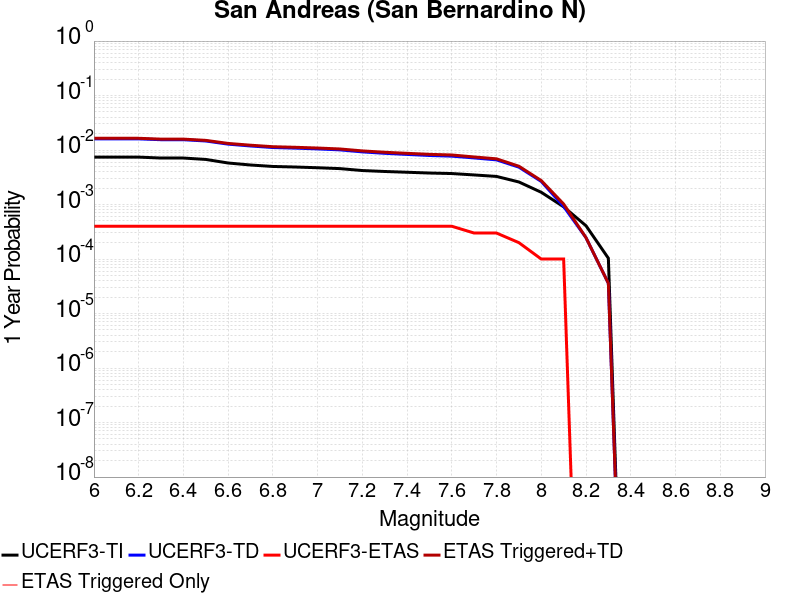 San Andreas (San Bernardino N)
10^0
10^-1
10^-2
10^-3
10^-4
10^-5
10^-6
10^-7
10^-8
1 Year Probability
6 6.2 6.4 6.6 6.8 7 7.2 7.4 7.6 7.8 8 8.2 8.4 8.6 8.8 9
Magnitude
UCERF3-TI UCERF3-TD UCERF3-ETAS ETAS Triggered+TD
ETAS Triggered Only